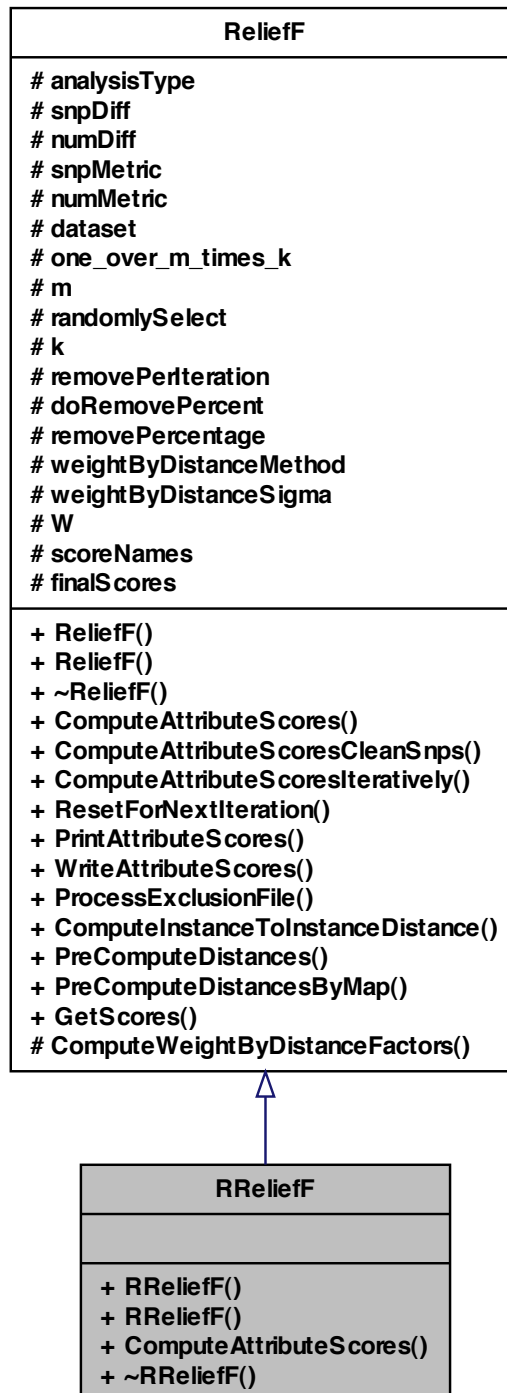 ReliefF
# analysisType
# snpDiff
# numDiff
# snpMetric
# numMetric
# dataset
# one_over_m_times_k
# m
# randomlySelect
# k
# removePerIteration
# doRemovePercent
# removePercentage
# weightByDistanceMethod
# weightByDistanceSigma
# W
# scoreNames
# finalScores
+ ReliefF()
+ ReliefF()
+ ~ReliefF()
+ ComputeAttributeScores()
+ ComputeAttributeScoresCleanSnps()
+ ComputeAttributeScoresIteratively()
+ ResetForNextIteration()
+ PrintAttributeScores()
+ WriteAttributeScores()
+ ProcessExclusionFile()
+ ComputeInstanceToInstanceDistance()
+ PreComputeDistances()
+ PreComputeDistancesByMap()
+ GetScores()
# ComputeWeightByDistanceFactors()
RReliefF
+ RReliefF()
+ RReliefF()
+ ComputeAttributeScores()
+ ~RReliefF()